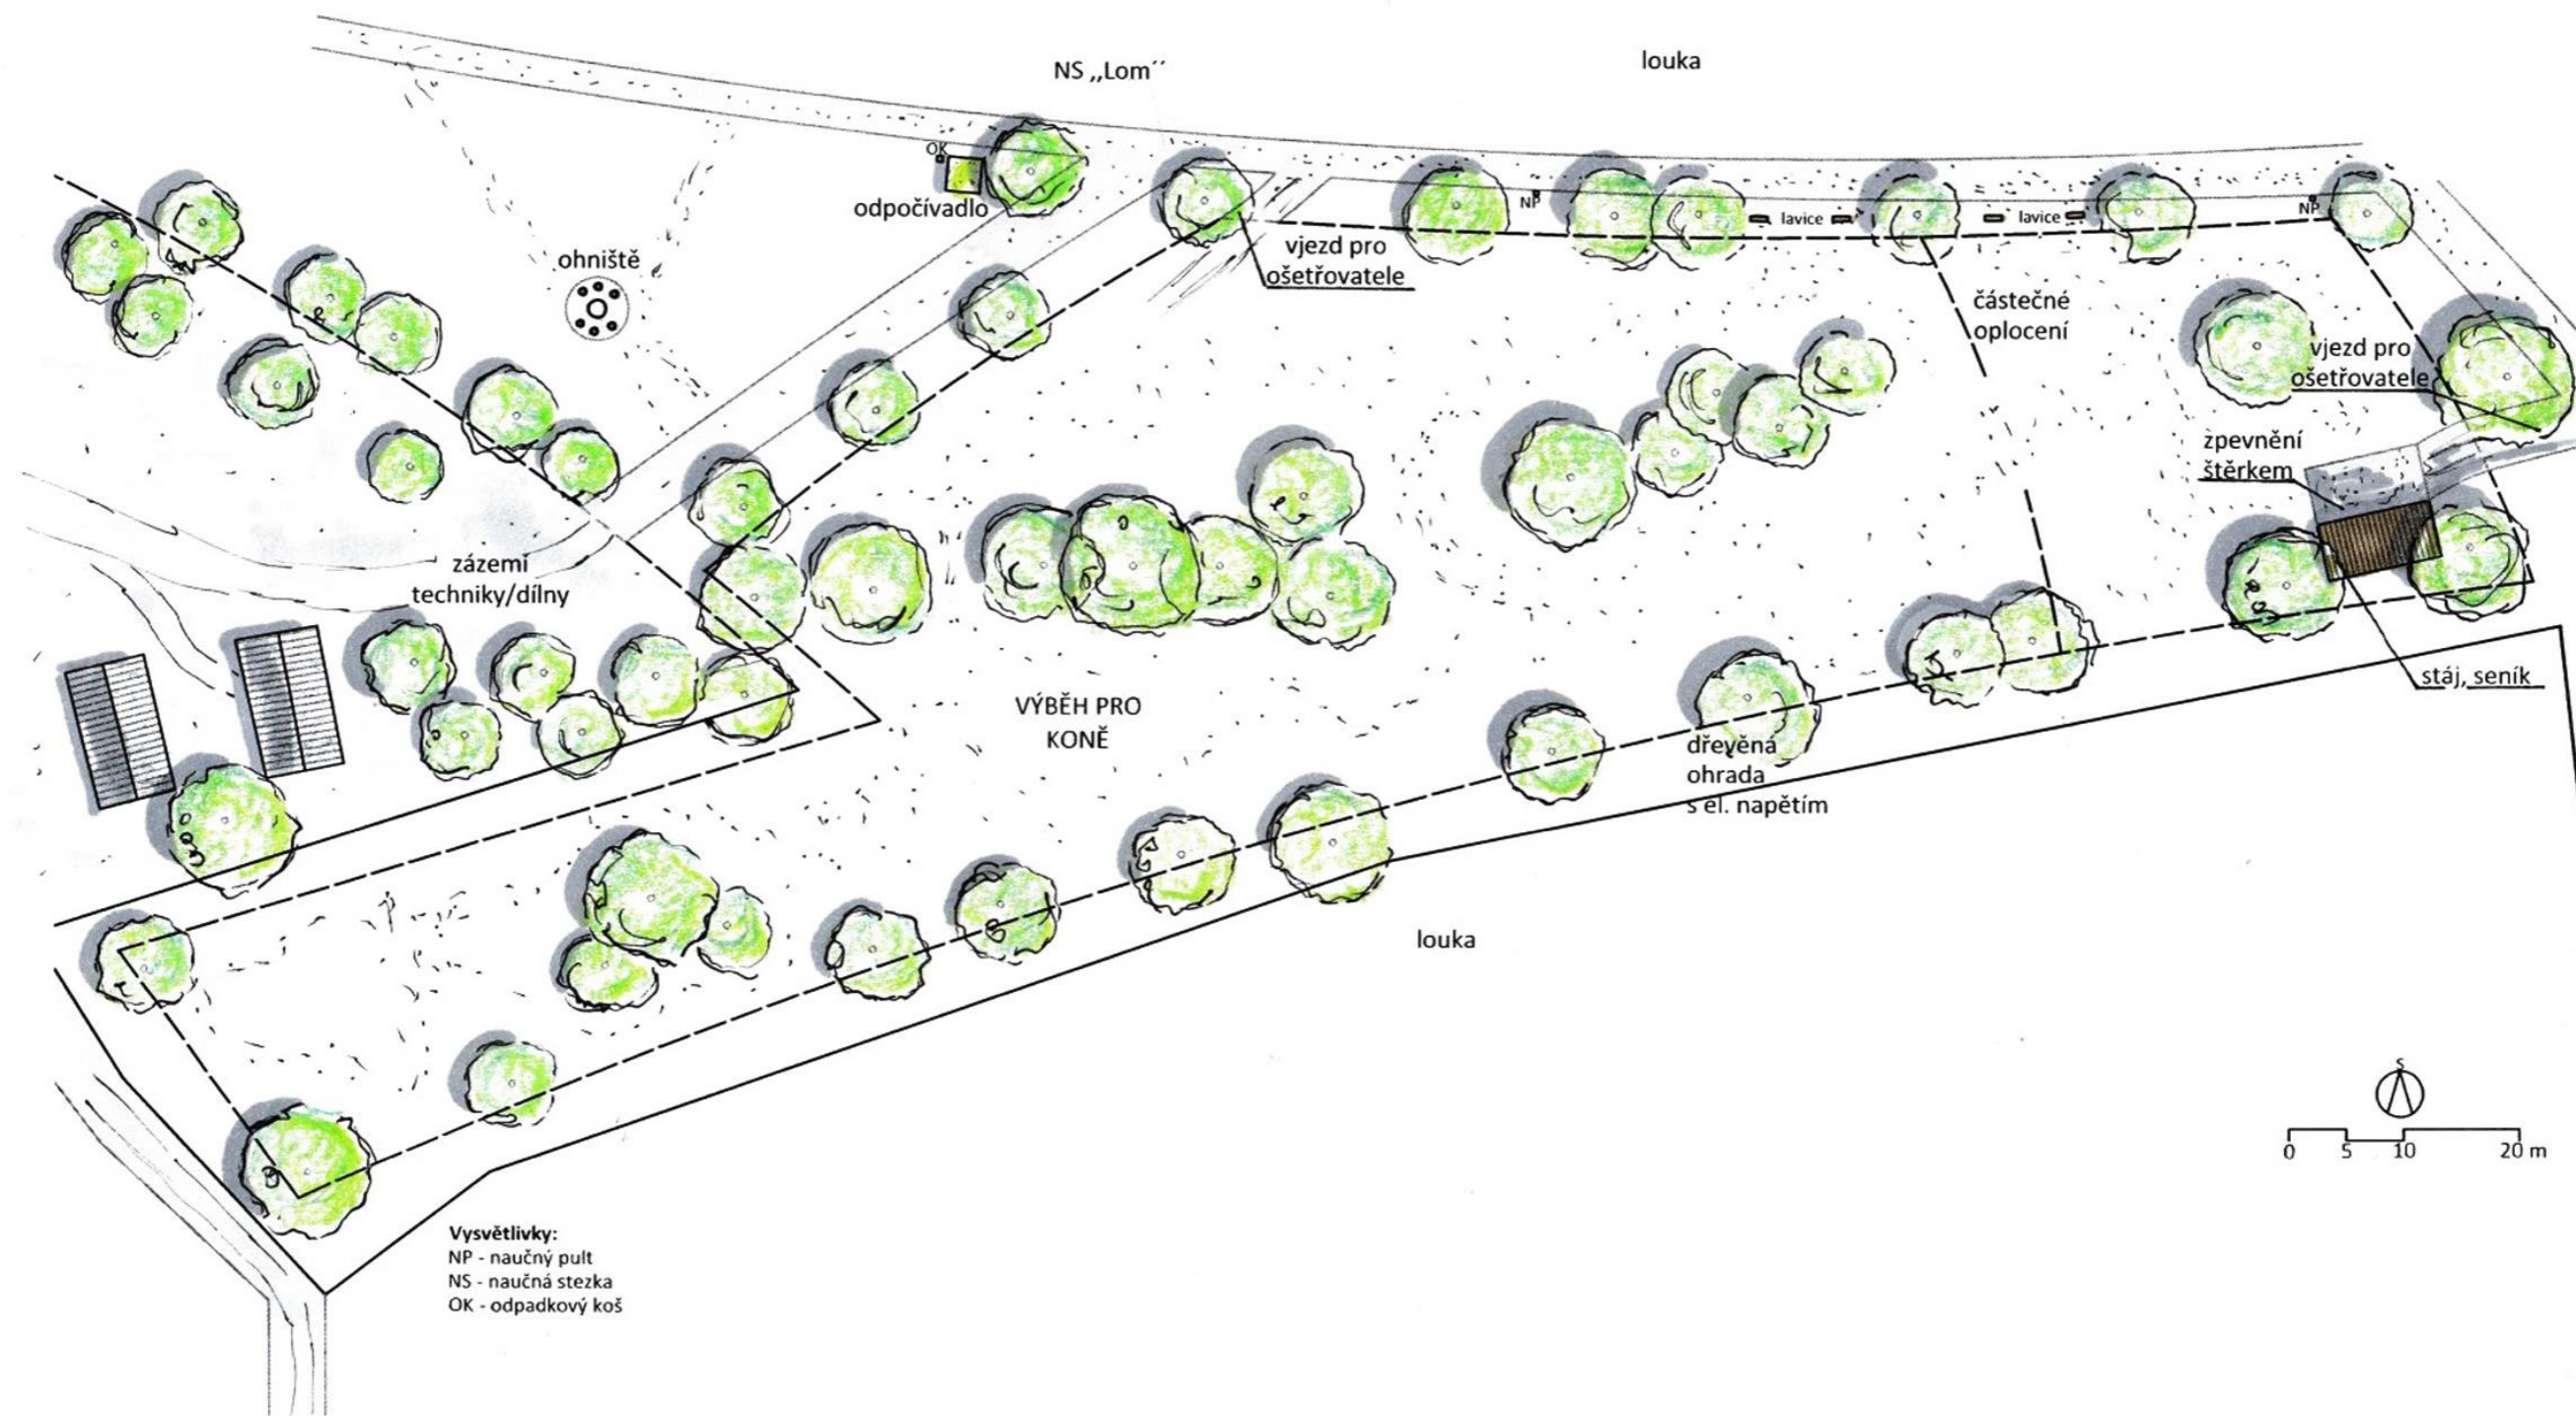 NS „Lom´´
louka
OK
odpočívadlo
ohniště
vjezd pro
ošetřovatele
NP
lavice
lavice
NP
částečné
oplocení
vjezd pro
ošetřovatele
zpevnění
štěrkem
zázemí
techniky/dílny
stáj, seník
VÝBĚH PRO
KONĚ
dřevěná
ohrada
s el. napětím
louka
S
0 5 10 20 m
Vysvětlivky:
NP - naučný pult
NS - naučná stezka
OK - odpadkový koš